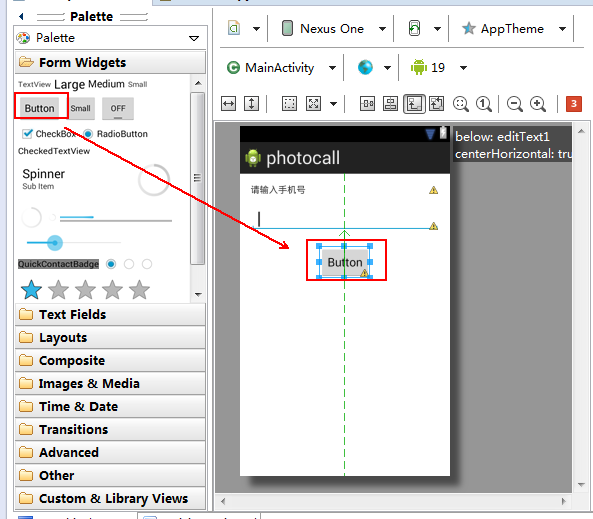 Palette
Palette
Form Widgets
TextView Large Medium Small
Button Small OFF
CheckBox RadioButton
CheckedTextView
Spinner
Sub Item
QuickContactBadge
Text Fields
Layouts
Composite
Images & Media
Time & Date
Transitions
Advanced
Other
Custom & Library Views
Nexus One
AppTheme
MainActivity
19
1
3
below: editText1
centerHorizontal: tru
photocall
请输入手机号
Button